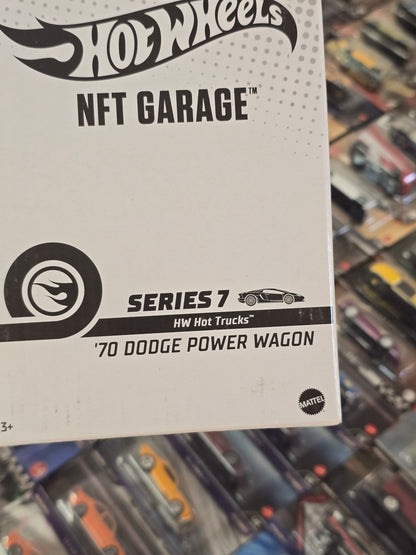 HOT WHEELS
NFT GARAGE™
SERIES 7
HW Hot Trucks™
'70 DODGE POWER WAGON
MATTEL
3+